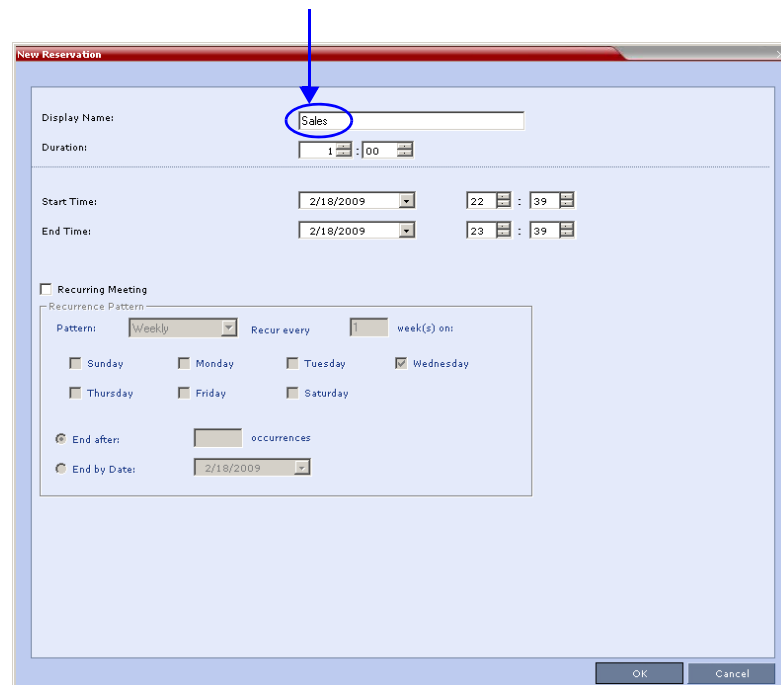 New Reservation
Display Name: Sales
Duration: 1 : 00
Start Time: 2/18/2009 22 : 39
End Time: 2/18/2009 23 : 39
Recurring Meeting
Recurrence Pattern
Pattern: Weekly Recur every 1 week(s) on:
Sunday Monday Tuesday Wednesday
Thursday Friday Saturday
End after: occurrences
End by Date: 2/18/2009
OK Cancel